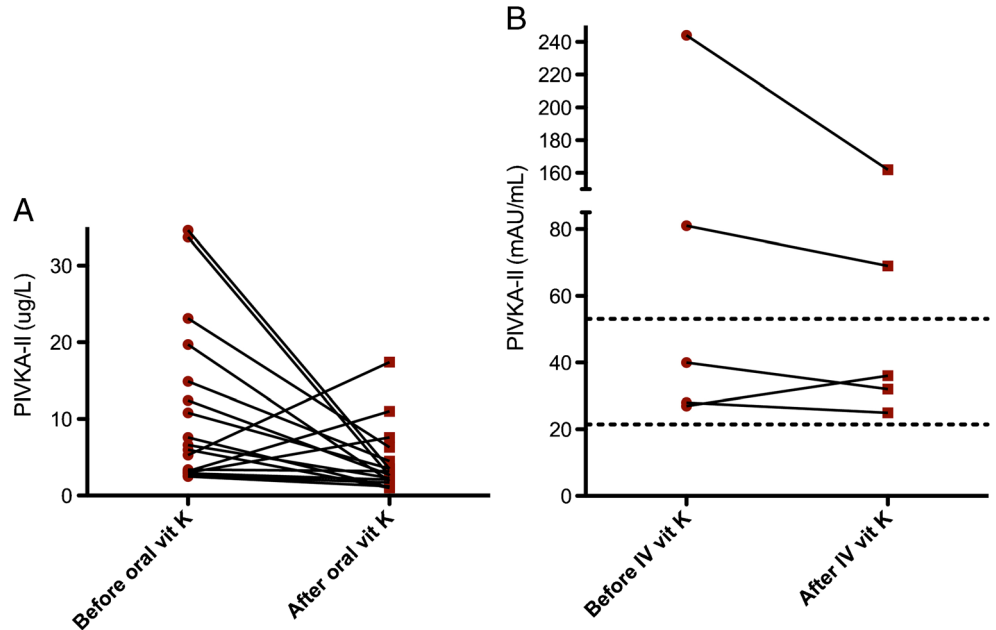 A
PIVKA-II (ug/L)
30
20
10
0
Before oral vit K
After oral vit K
B
PIVKA-II (mAU/mL)
240
220
200
180
160
80
60
40
20
0
Before IV vit K
After IV vit K